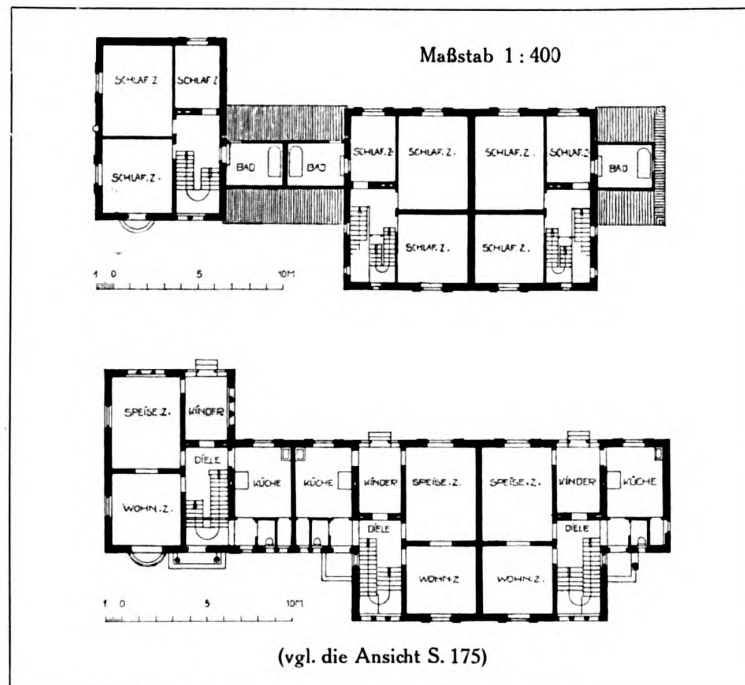 Maßstab 1 : 400
SCHLAF. Z. SCHLAF. Z
SCHLAF. Z. SCHLAF. Z. SCHLAF. Z. SCHLAF. Z
BAD BAD BAD
SCHLAF. Z. SCHLAF. Z. SCHLAF. Z.
1 0 5 10M
SPEISE. Z. KINDER
DIELE
KÜCHE KÜCHE KINDER SPEISE. Z. SPEISE. Z. KINDER KÜCHE
WOHN. Z. DIELE DIELE
WOHN. Z WOHN. Z.
1 0 5 10M
(vgl. die Ansicht S. 175)